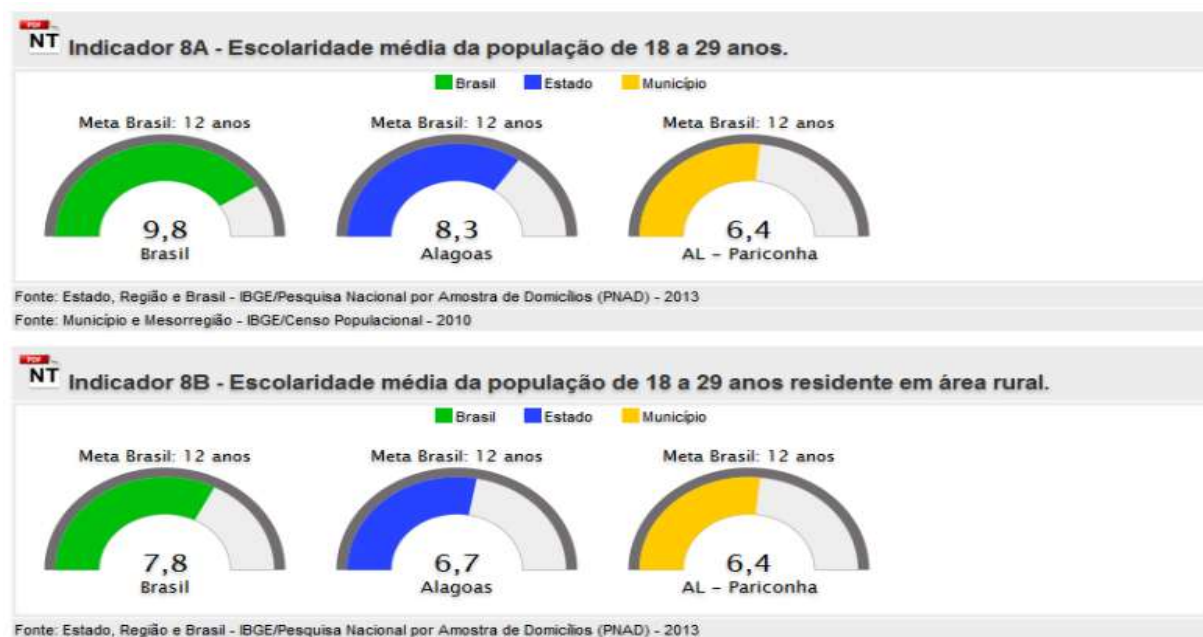 PDF
NT Indicador 8A - Escolaridade média da população de 18 a 29 anos.
Brasil Estado Município
Meta Brasil: 12 anos Meta Brasil: 12 anos Meta Brasil: 12 anos
9,8 8,3 6,4
Brasil Alagoas AL – Pariconha
Fonte: Estado, Região e Brasil - IBGE/Pesquisa Nacional por Amostra de Domicílios (PNAD) - 2013
Fonte: Município e Mesorregião - IBGE/Censo Populacional - 2010
PDF
NT Indicador 8B - Escolaridade média da população de 18 a 29 anos residente em área rural.
Brasil Estado Município
Meta Brasil: 12 anos Meta Brasil: 12 anos Meta Brasil: 12 anos
7,8 6,7 6,4
Brasil Alagoas AL – Pariconha
Fonte: Estado, Região e Brasil - IBGE/Pesquisa Nacional por Amostra de Domicílios (PNAD) - 2013